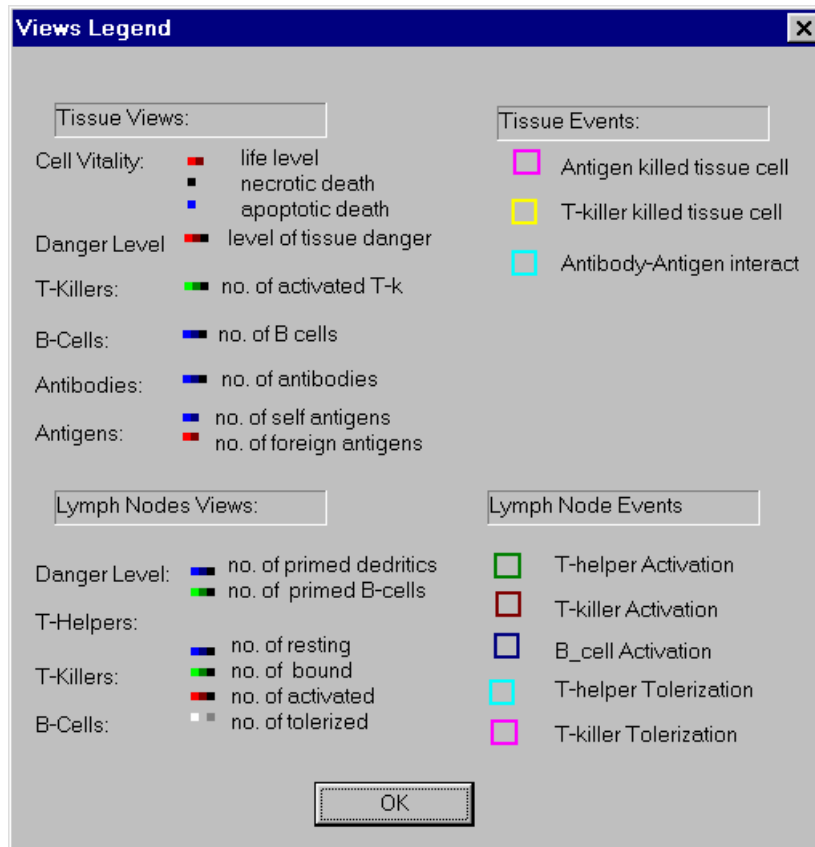 Views Legend
Tissue Views:
Cell Vitality:
life level
necrotic death
apoptotic death
Danger Level
level of tissue danger
T-Killers:
no. of activated T-k
B-Cells:
no. of B cells
Antibodies:
no. of antibodies
Antigens:
no. of self antigens
no. of foreign antigens
Tissue Events:
Antigen killed tissue cell
T-killer killed tissue cell
Antibody-Antigen interact
Lymph Nodes Views:
Danger Level:
no. of primed dedritics
no. of primed B-cells
T-Helpers:
T-Killers:
B-Cells:
no. of resting
no. of bound
no. of activated
no. of tolerized
Lymph Node Events
T-helper Activation
T-killer Activation
B_cell Activation
T-helper Tolerization
T-killer Tolerization
OK